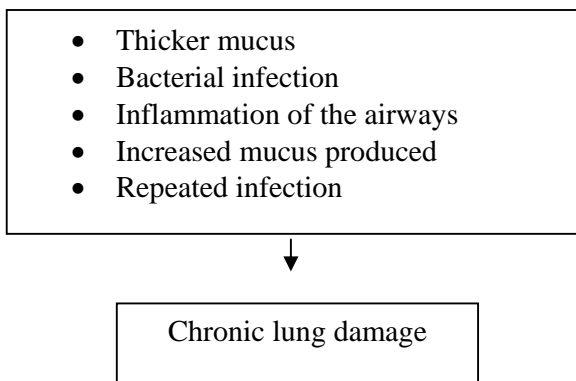 • Thicker mucus
• Bacterial infection
• Inflammation of the airways
• Increased mucus produced
• Repeated infection
Chronic lung damage